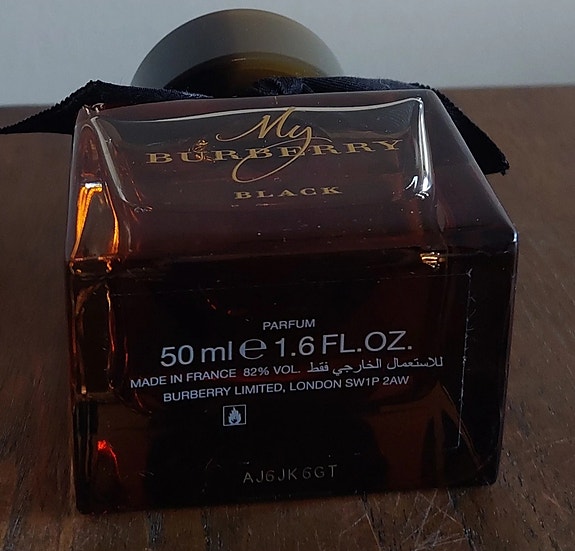 My
BURBERRY
BLACK
PARFUM
50 ml ℮ 1.6 FL.OZ.
MADE IN FRANCE 82% VOL. للاستعمال الخارجي فقط
BURBERRY LIMITED, LONDON SW1P 2AW
AJ6JK6GT